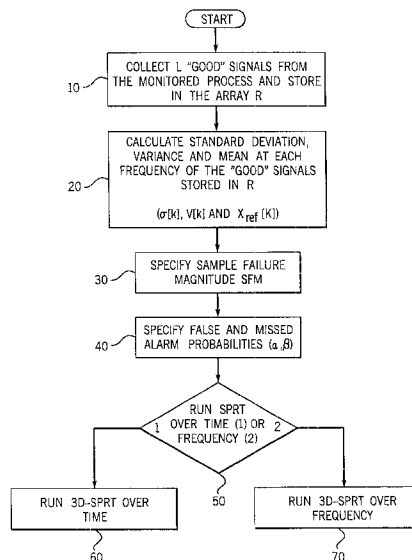 START
10
COLLECT L "GOOD" SIGNALS FROM
THE MONITORED PROCESS AND STORE
IN THE ARRAY R
20
CALCULATE STANDARD DEVIATION,
VARIANCE AND MEAN AT EACH
FREQUENCY OF THE "GOOD" SIGNALS
STORED IN R
(σ[k], V[k] AND Xref [K])
30
SPECIFY SAMPLE FAILURE
MAGNITUDE SFM
40
SPECIFY FALSE AND MISSED
ALARM PROBABILITIES (α,β)
RUN SPRT
1 OVER TIME (1) OR 2
FREQUENCY (2)
50
RUN 3D-SPRT OVER
TIME
60
RUN 3D-SPRT OVER
FREQUENCY
70